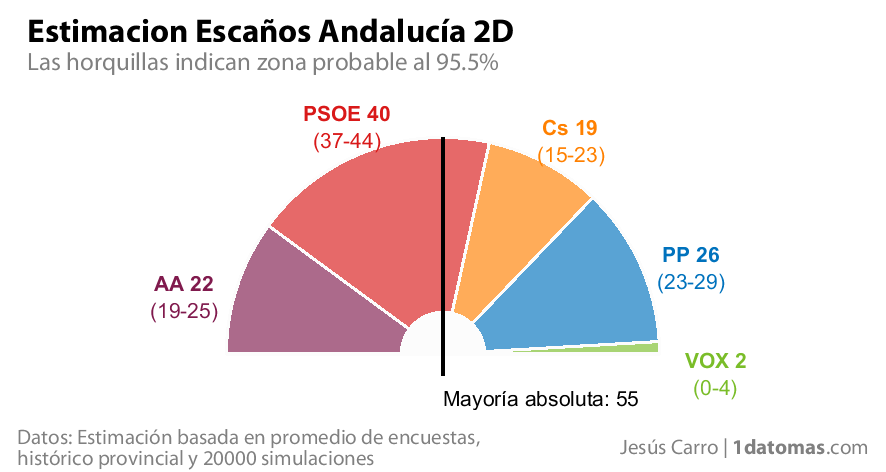 Estimacion Escaños Andalucía 2D
Las horquillas indican zona probable al 95.5%
PSOE 40
(37-44)
Cs 19
(15-23)
AA 22
(19-25)
PP 26
(23-29)
VOX 2
(0-4)
Mayoría absoluta: 55
Datos: Estimación basada en promedio de encuestas,
histórico provincial y 20000 simulaciones
Jesús Carro | 1datomas.com